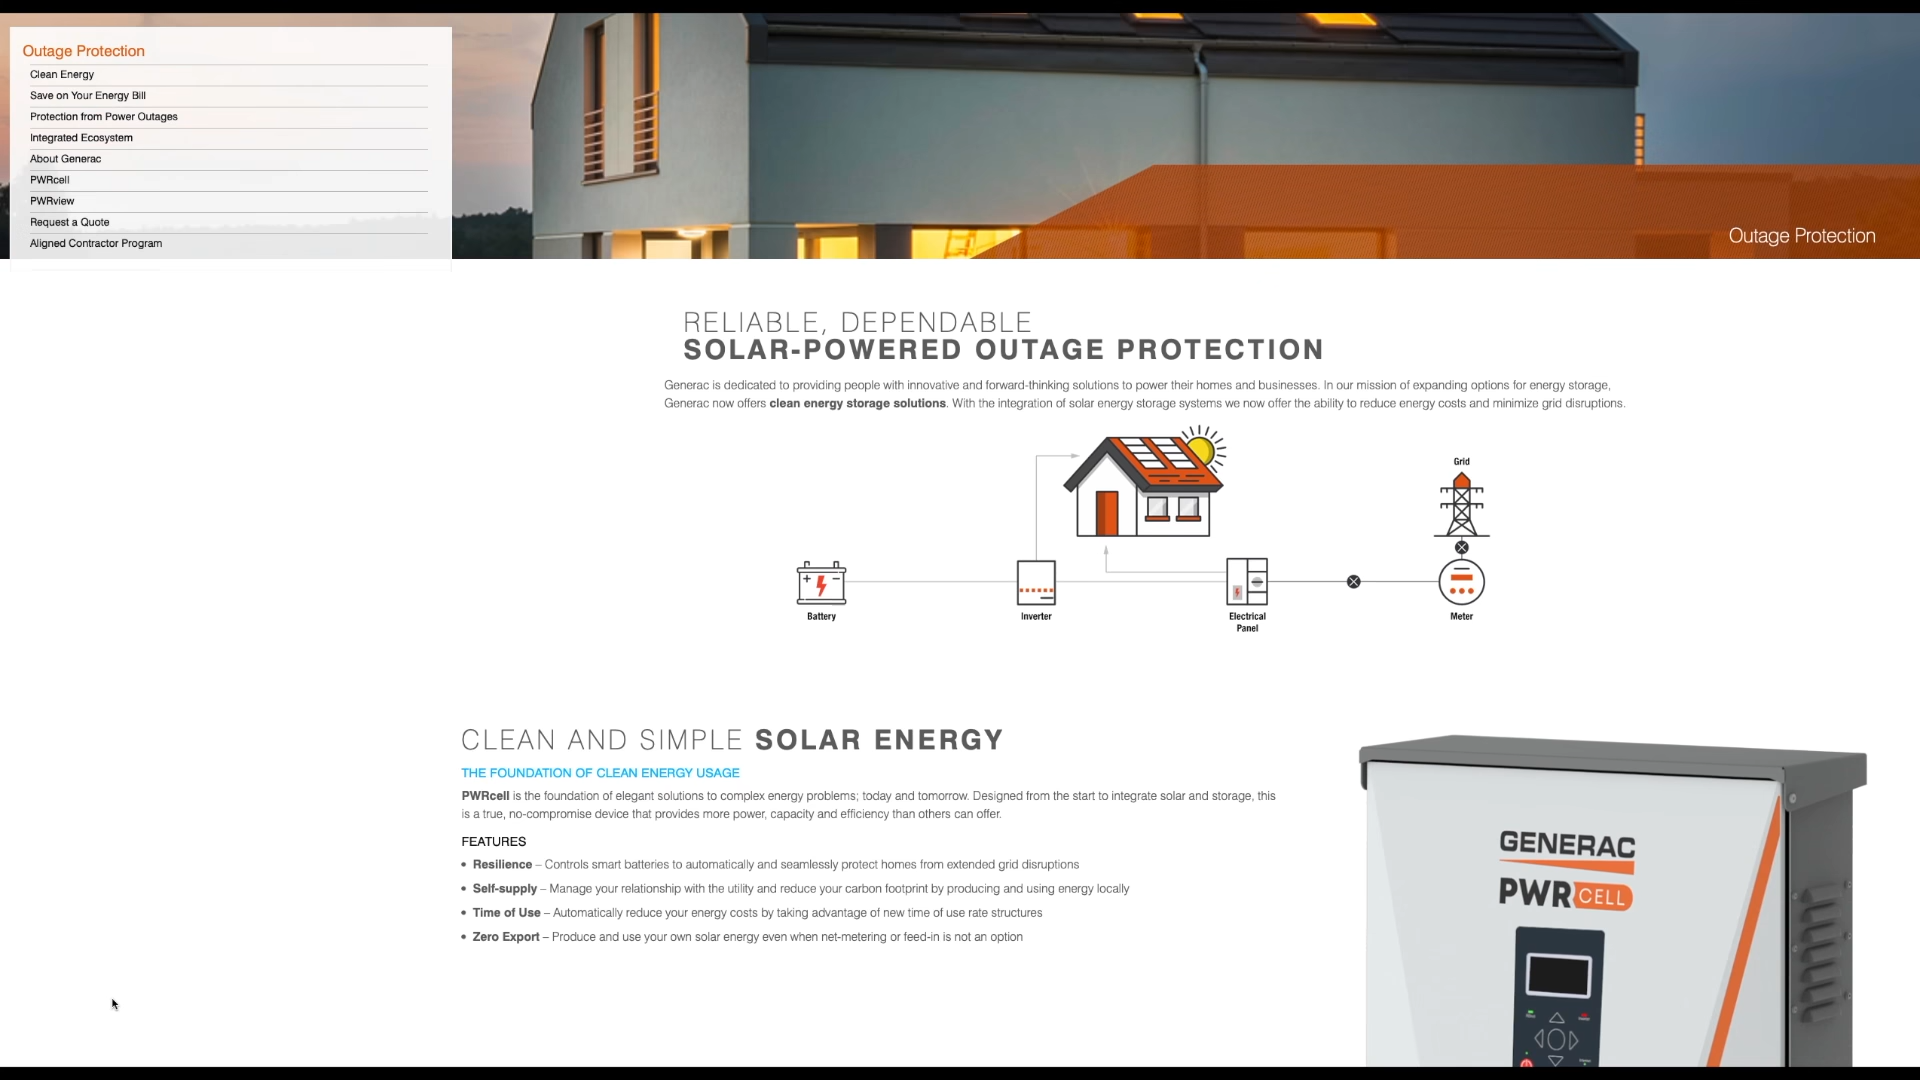 Outage Protection
Clean Energy
Save on Your Energy Bill
Protection from Power Outages
Integrated Ecosystem
About Generac
PWRcell
PWRview
Request a Quote
Aligned Contractor Program
Outage Protection
RELIABLE, DEPENDABLE
SOLAR-POWERED OUTAGE PROTECTION
Generac is dedicated to providing people with innovative and forward-thinking solutions to power their homes and businesses. In our mission of expanding options for energy storage,
Generac now offers clean energy storage solutions. With the integration of solar energy storage systems we now offer the ability to reduce energy costs and minimize grid disruptions.
Grid
Battery
Inverter
Electrical
Panel
Meter
CLEAN AND SIMPLE SOLAR ENERGY
THE FOUNDATION OF CLEAN ENERGY USAGE
PWRcell is the foundation of elegant solutions to complex energy problems; today and tomorrow. Designed from the start to integrate solar and storage, this
is a true, no-compromise device that provides more power, capacity and efficiency than others can offer.
FEATURES
• Resilience – Controls smart batteries to automatically and seamlessly protect homes from extended grid disruptions
• Self-supply – Manage your relationship with the utility and reduce your carbon footprint by producing and using energy locally
• Time of Use – Automatically reduce your energy costs by taking advantage of new time of use rate structures
• Zero Export – Produce and use your own solar energy even when net-metering or feed-in is not an option
GENERAC
PWRCELL